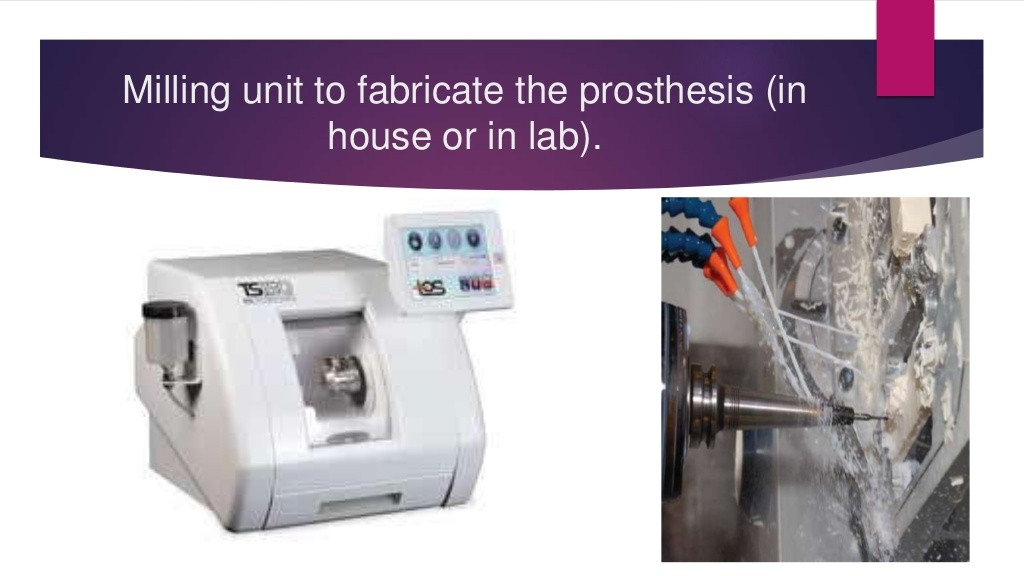 Milling unit to fabricate the prosthesis (in
house or in lab).
TS150
IOS